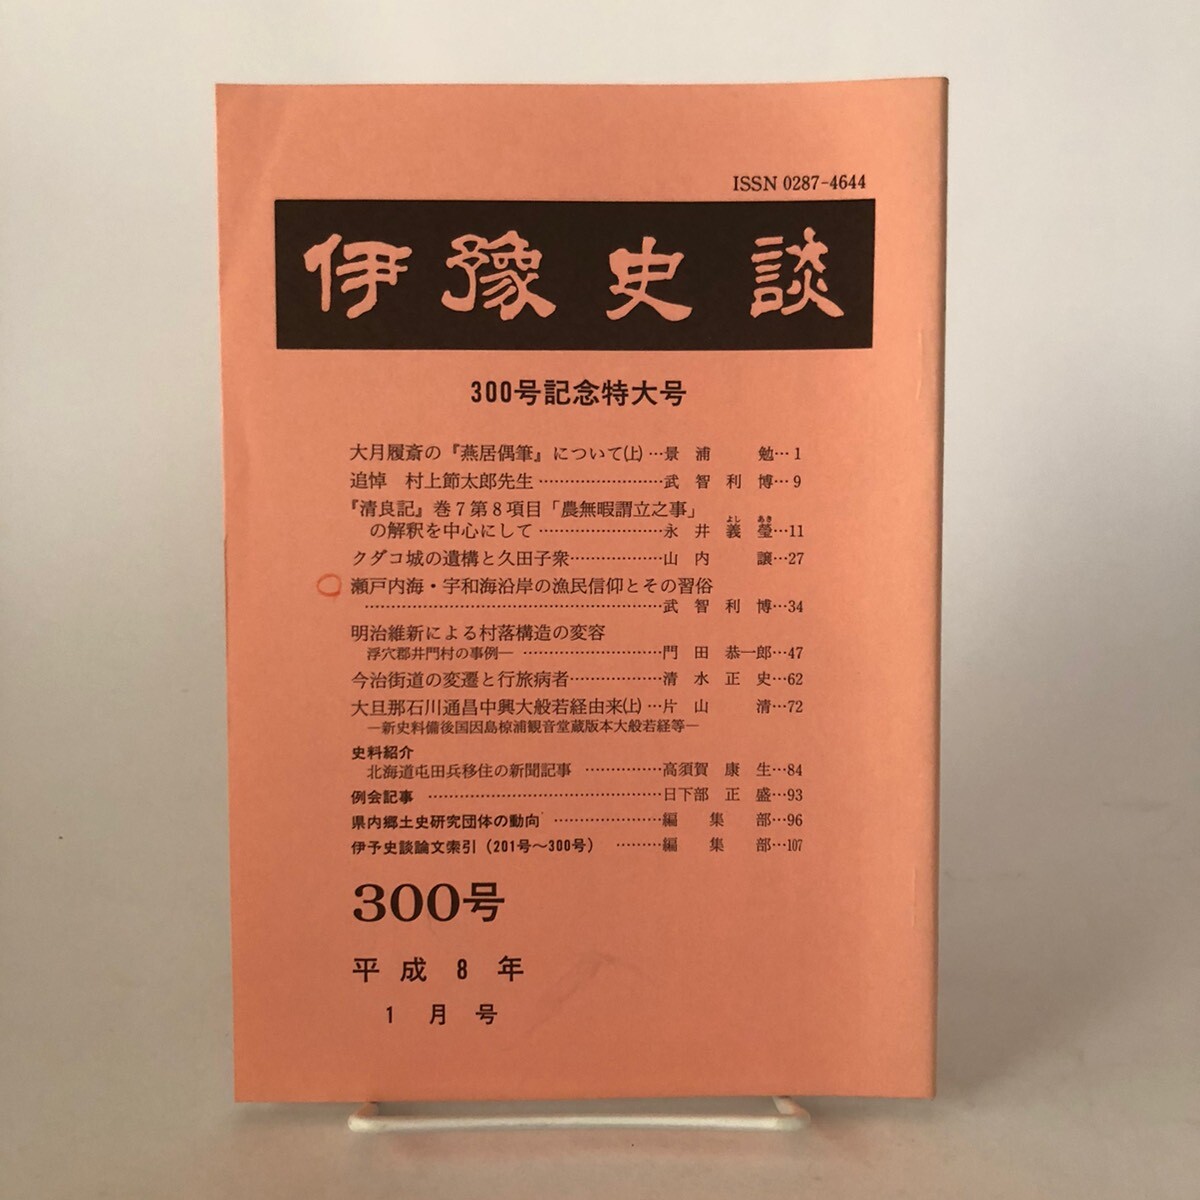 ISSN 0287-4644
伊豫史談
300号記念特大号
大月履斎の『燕居偶筆』について(上)…景浦 勉…1
追悼 村上節太郎先生……………………武智利博…9
『清良記』巻7第8項目「農無暇謂立之事」
の解釈を中心にして……………………永井義瑩…11
よし あき
クダコ城の遺構と久田子衆………………山内 譲…27
瀬戸内海・宇和海沿岸の漁民信仰とその習俗
……………………………………………………武智利博…34
明治維新による村落構造の変容
浮穴郡井門村の事例― ………………………門田恭一郎…47
今治街道の変遷と行旅病者………………清水正史…62
大旦那石川通昌中興大般若経由来(上)…片山 清…72
―新史料備後国因島椋浦観音堂蔵版本大般若経等―
史料紹介
北海道屯田兵移住の新聞記事 ……………高須賀康生…84
例会記事 …………………………………………日下部正盛…93
県内郷土史研究団体の動向 …………………編集部…96
伊予史談論文索引（201号～300号） ………編集部…107
300号
平成8年
1月号